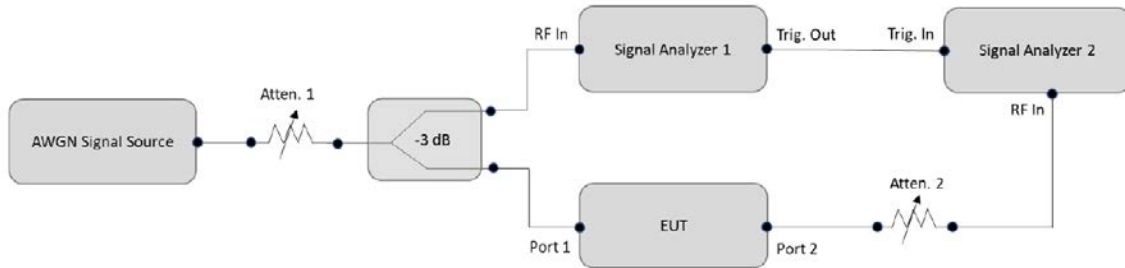 RF In
Signal Analyzer 1
Trig. Out
Trig. In
Signal Analyzer 2
RF In
Atten. 1
AWGN Signal Source
-3 dB
Atten. 2
EUT
Port 1
Port 2